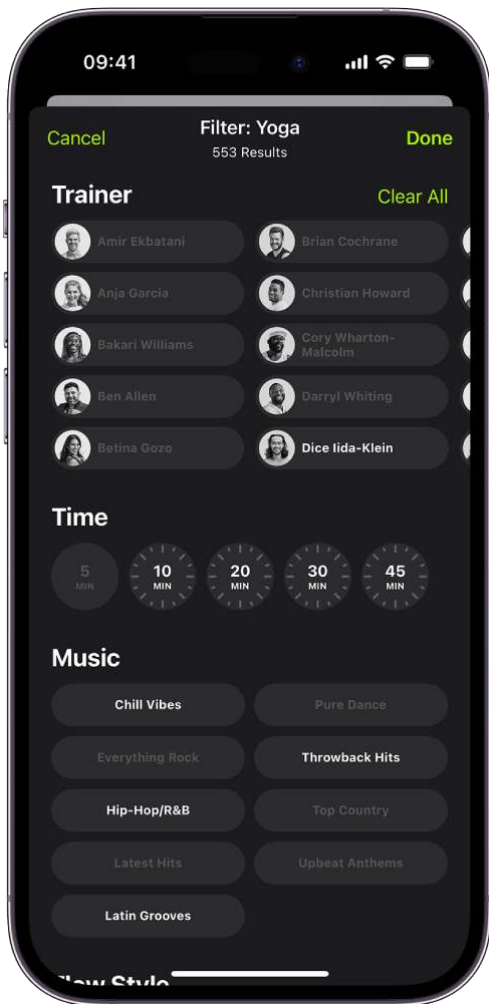 09:41
Cancel
Filter: Yoga
Done
553 Results
Trainer
Clear All
Amir Ekbatani
Brian Cochrane
Anja Garcia
Christian Howard
Bakari Williams
Cory Wharton-
Malcolm
Ben Allen
Darryl Whiting
Betina Gozo
Dice Iida-Klein
Time
5
MIN
10
MIN
20
MIN
30
MIN
45
MIN
Music
Chill Vibes
Pure Dance
Everything Rock
Throwback Hits
Hip-Hop/R&B
Top Country
Latest Hits
Upbeat Anthems
Latin Grooves
Flow Style